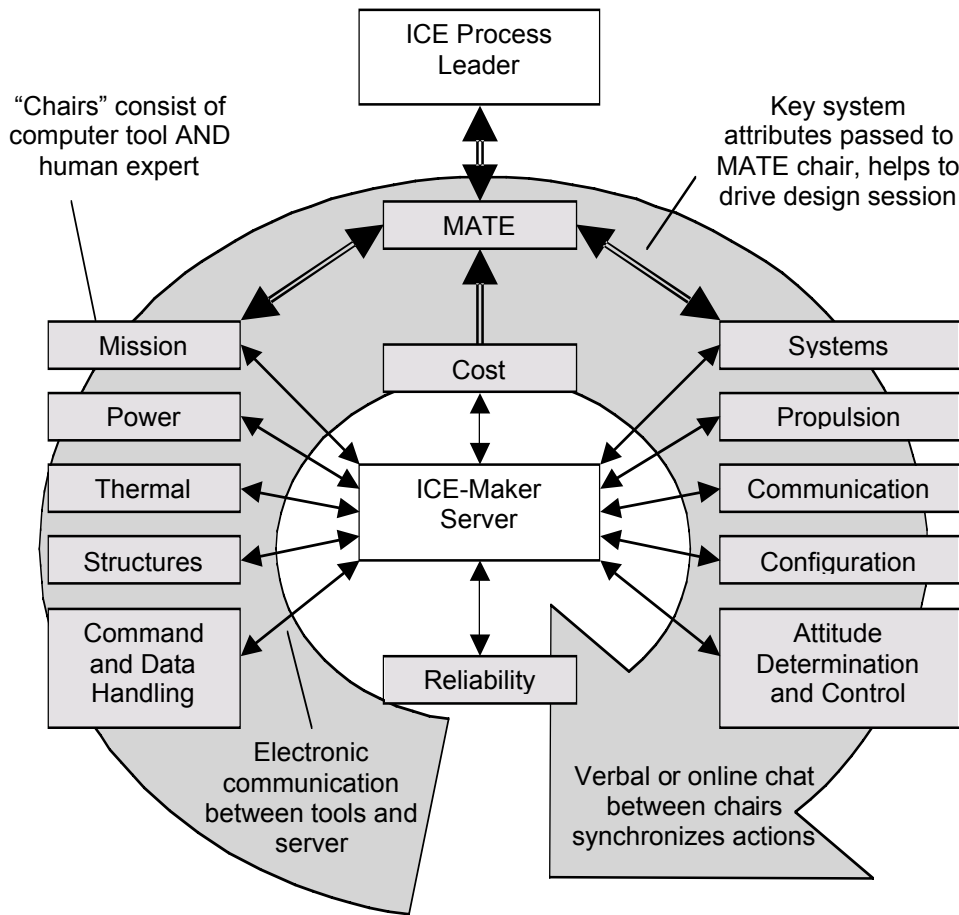 ICE Process
Leader
“Chairs” consist of
computer tool AND
human expert
Key system
attributes passed to
MATE chair, helps to
drive design session
MATE
Mission
Cost
Systems
Power
Propulsion
Thermal
ICE-Maker
Server
Communication
Structures
Configuration
Command
and Data
Handling
Reliability
Attitude
Determination
and Control
Electronic
communication
between tools and
server
Verbal or online chat
between chairs
synchronizes actions